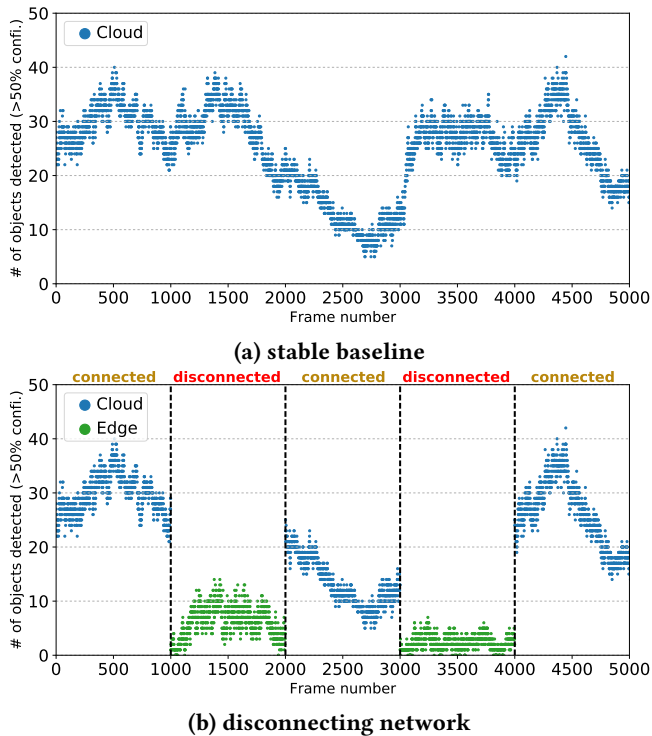 50
40
30
20
10
0
# of objects detected (>50% confi.)
Cloud
0 500 1000 1500 2000 2500 3000 3500 4000 4500 5000
Frame number
(a) stable baseline
connected disconnected connected disconnected connected
50
40
30
20
10
0
# of objects detected (>50% confi.)
Cloud
Edge
0 500 1000 1500 2000 2500 3000 3500 4000 4500 5000
Frame number
(b) disconnecting network